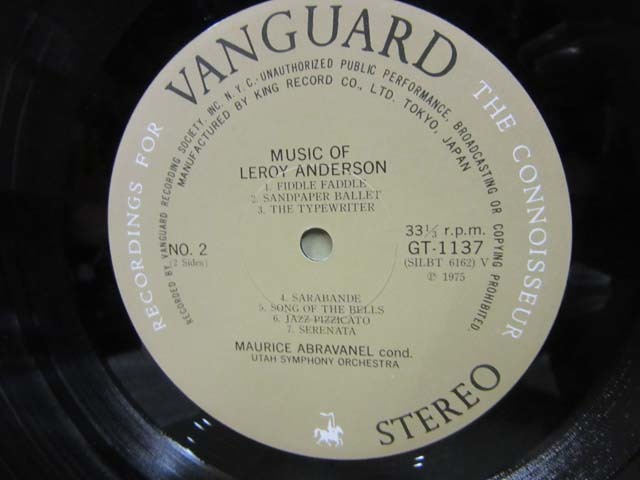 RECORDINGS FOR VANGUARD THE CONNOISSEUR
RECORDED BY VANGUARD RECORDING SOCIETY, INC. N.Y.C.-UNAUTHORIZED PUBLIC PERFORMANCE, BROADCASTING OR COPYING PROHIBITED.
MANUFACTURED BY KING RECORD CO., LTD. TOKYO, JAPAN
MUSIC OF
LEROY ANDERSON
1. FIDDLE FADDLE
2. SANDPAPER BALLET
3. THE TYPEWRITER
NO. 2
(2 Sides)
33⅓ r.p.m.
GT-1137
(SILBT 6162) V
℗ 1975
4. SARABANDE
5. SONG OF THE BELLS
6. JAZZ PIZZICATO
7. SERENATA
MAURICE ABRAVANEL cond.
UTAH SYMPHONY ORCHESTRA
STEREO